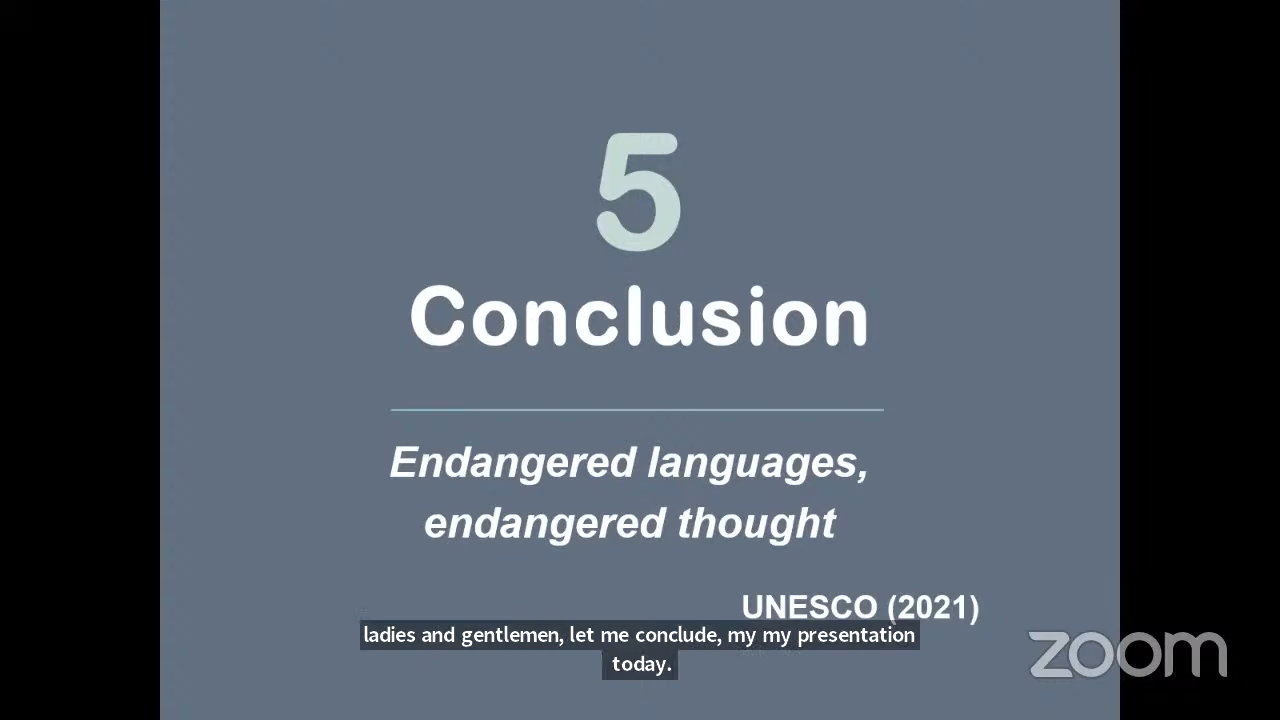 5
Conclusion
Endangered languages,
endangered thought
UNESCO (2021)
ladies and gentlemen, let me conclude, my my presentation
today.
zoom